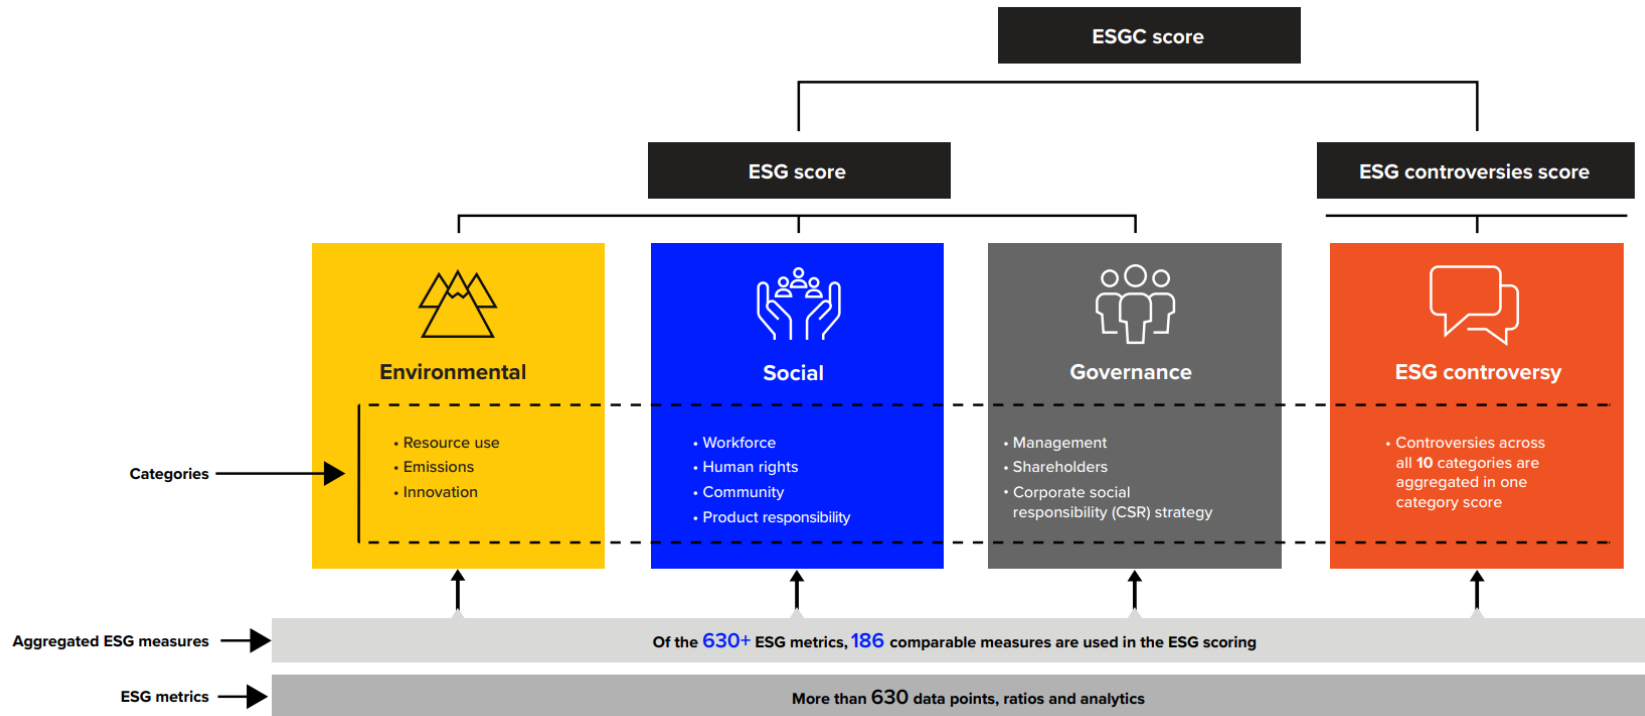 ESGC score
ESG score
ESG controversies score
Environmental
Social
Governance
ESG controversy
Categories
• Resource use
• Emissions
• Innovation
• Workforce
• Human rights
• Community
• Product responsibility
• Management
• Shareholders
• Corporate social
responsibility (CSR) strategy
• Controversies across
all 10 categories are
aggregated in one
category score
Aggregated ESG measures
Of the 630+ ESG metrics, 186 comparable measures are used in the ESG scoring
ESG metrics
More than 630 data points, ratios and analytics